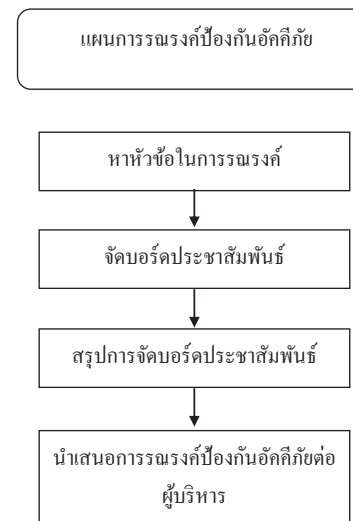 แผนการรณรงค์ป้องกันอัคคีภัย
หาหัวข้อในการรณรงค์
จัดบอร์ดประชาสัมพันธ์
สรุปการจัดบอร์ดประชาสัมพันธ์
นำเสนอการรณรงค์ป้องกันอัคคีภัยต่อ
ผู้บริหาร